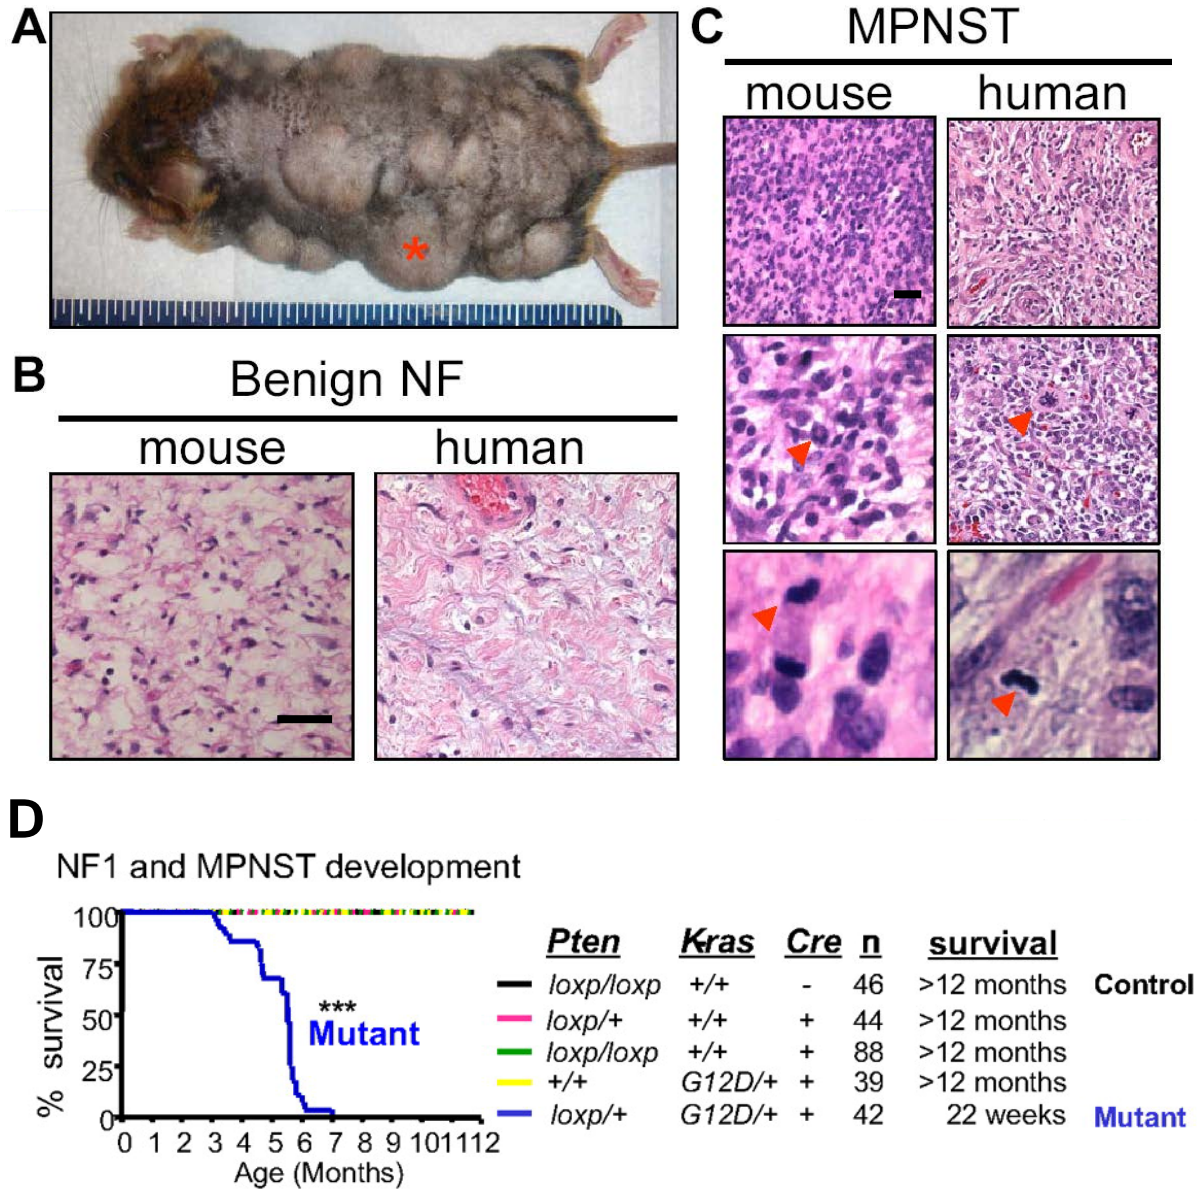 A
*
B
Benign NF
mouse human
C
MPNST
mouse human
D
NF1 and MPNST development
% survival
100
75
50
25
0
***
Mutant
0 1 2 3 4 5 6 7 8 9 10 11 12
Age (Months)
Pten Kras Cre n survival
loxp/loxp +/+ - 46 >12 months Control
loxp/+ +/+ + 44 >12 months
loxp/loxp +/+ + 88 >12 months
+/+ G12D/+ + 39 >12 months
loxp/+ G12D/+ + 42 22 weeks Mutant